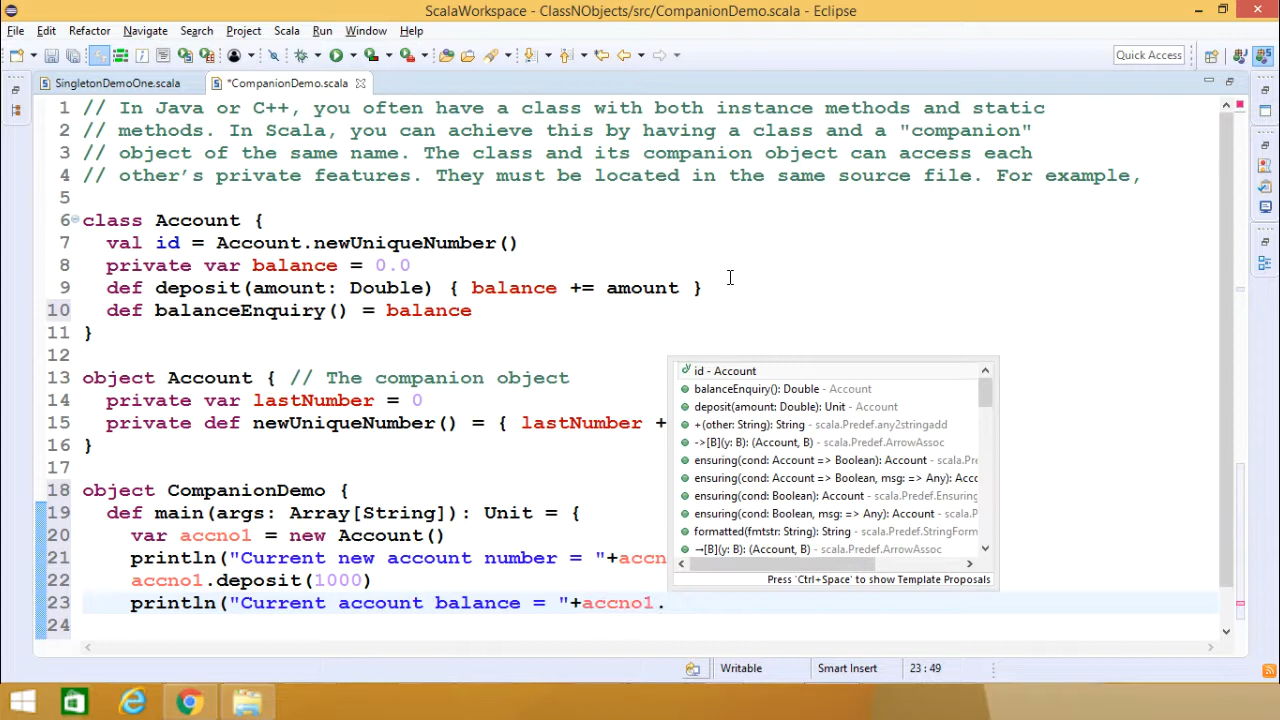 ScalaWorkspace - ClassNObjects/src/CompanionDemo.scala - Eclipse
File Edit Refactor Navigate Search Project Scala Run Window Help
Quick Access
SingletonDemoOne.scala *CompanionDemo.scala
1 // In Java or C++, you often have a class with both instance methods and static
2 // methods. In Scala, you can achieve this by having a class and a "companion"
3 // object of the same name. The class and its companion object can access each
4 // other’s private features. They must be located in the same source file. For example,
5
6 class Account {
7 val id = Account.newUniqueNumber()
8 private var balance = 0.0
9 def deposit(amount: Double) { balance += amount }
10 def balanceEnquiry() = balance
11 }
12
13 object Account { // The companion object
14 private var lastNumber = 0
15 private def newUniqueNumber() = { lastNumber +
16 }
17
18 object CompanionDemo {
19 def main(args: Array[String]): Unit = {
20 var accno1 = new Account()
21 println("Current new account number = "+accn
22 accno1.deposit(1000)
23 println("Current account balance = "+accno1.
24
id - Account
balanceEnquiry(): Double - Account
deposit(amount: Double): Unit - Account
+(other: String): String - scala.Predef.any2stringadd
->[B](y: B): (Account, B) - scala.Predef.ArrowAssoc
ensuring(cond: Account => Boolean): Account - scala.Pre
ensuring(cond: Account => Boolean, msg: => Any): Accou
ensuring(cond: Boolean): Account - scala.Predef.Ensuring
ensuring(cond: Boolean, msg: => Any): Account - scala.P
formatted(fmtstr: String): String - scala.Predef.StringForm
→[B](y: B): (Account, B) - scala.Predef.ArrowAssoc
Press 'Ctrl+Space' to show Template Proposals
Writable Smart Insert 23 : 49